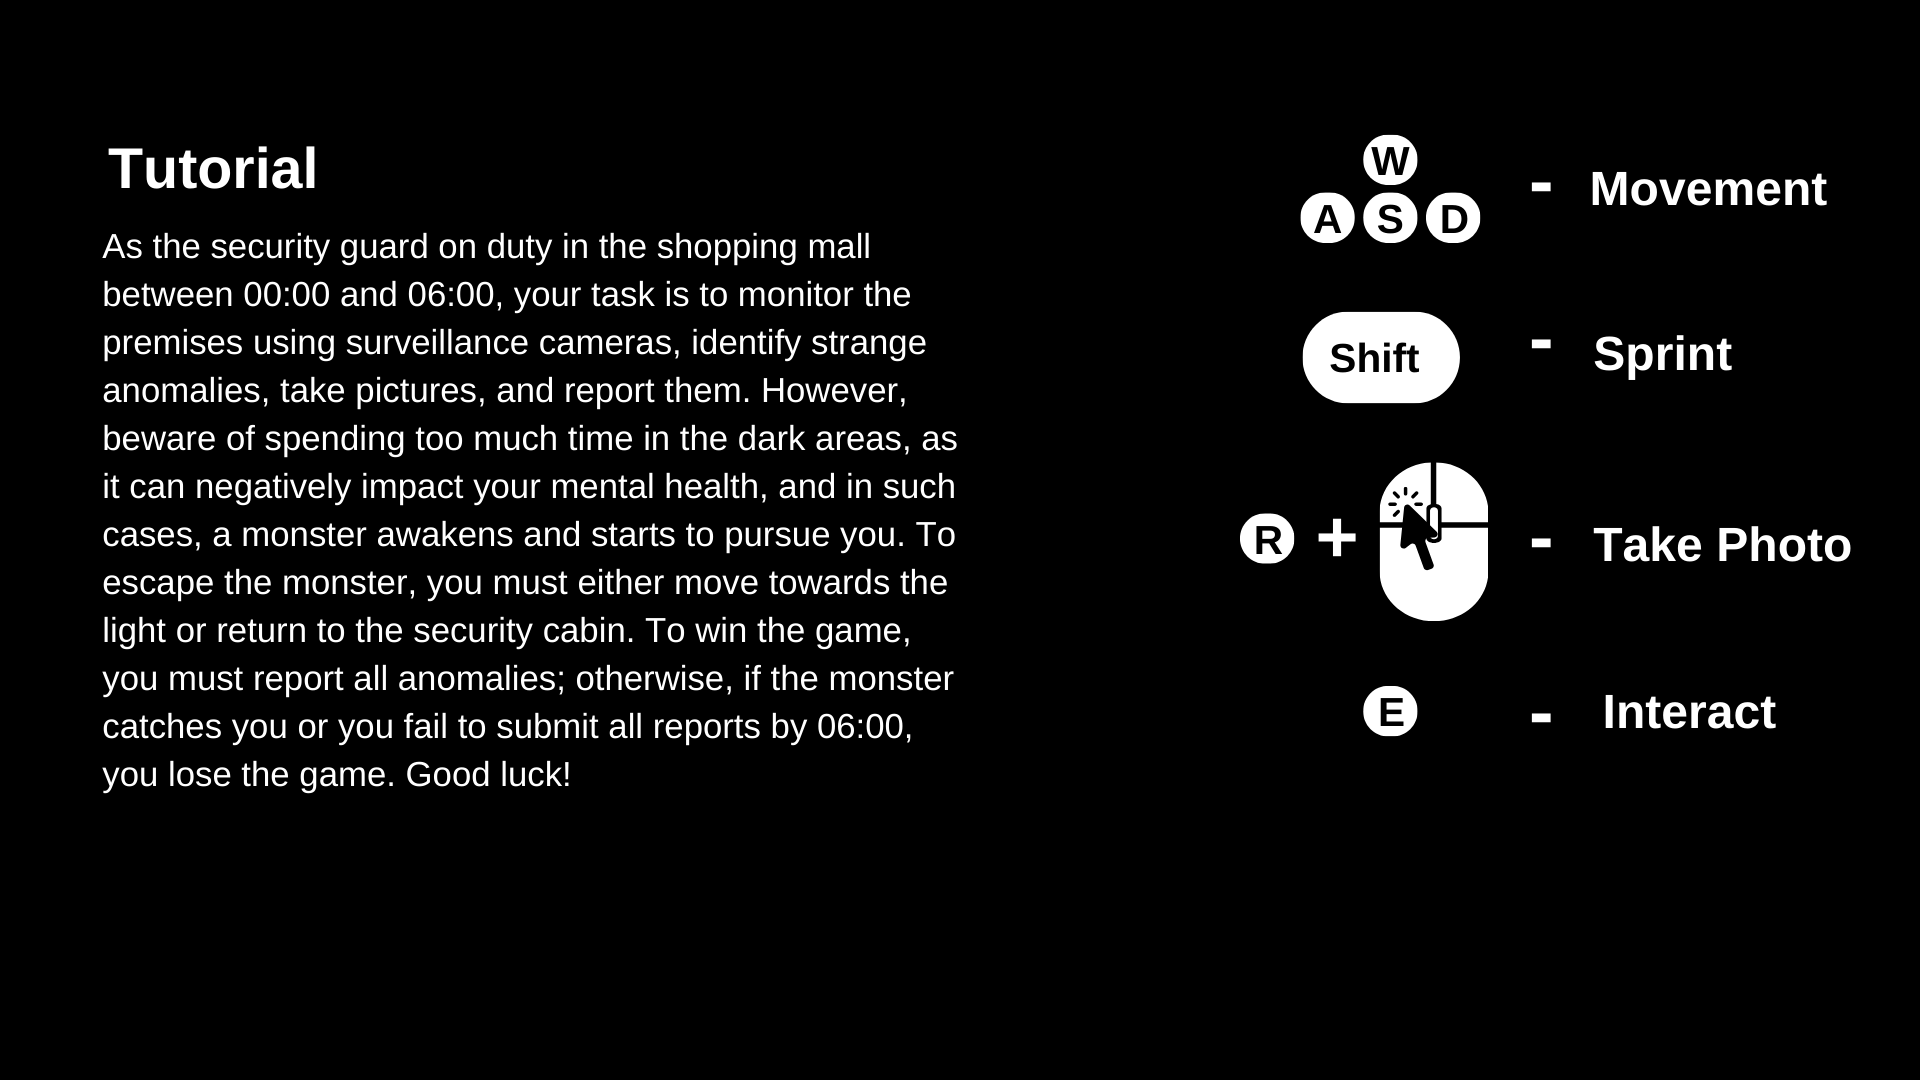 Tutorial
As the security guard on duty in the shopping mall
between 00:00 and 06:00, your task is to monitor the
premises using surveillance cameras, identify strange
anomalies, take pictures, and report them. However,
beware of spending too much time in the dark areas, as
it can negatively impact your mental health, and in such
cases, a monster awakens and starts to pursue you. To
escape the monster, you must either move towards the
light or return to the security cabin. To win the game,
you must report all anomalies; otherwise, if the monster
catches you or you fail to submit all reports by 06:00,
you lose the game. Good luck!
W
A S D - Movement
Shift - Sprint
R + - Take Photo
E - Interact